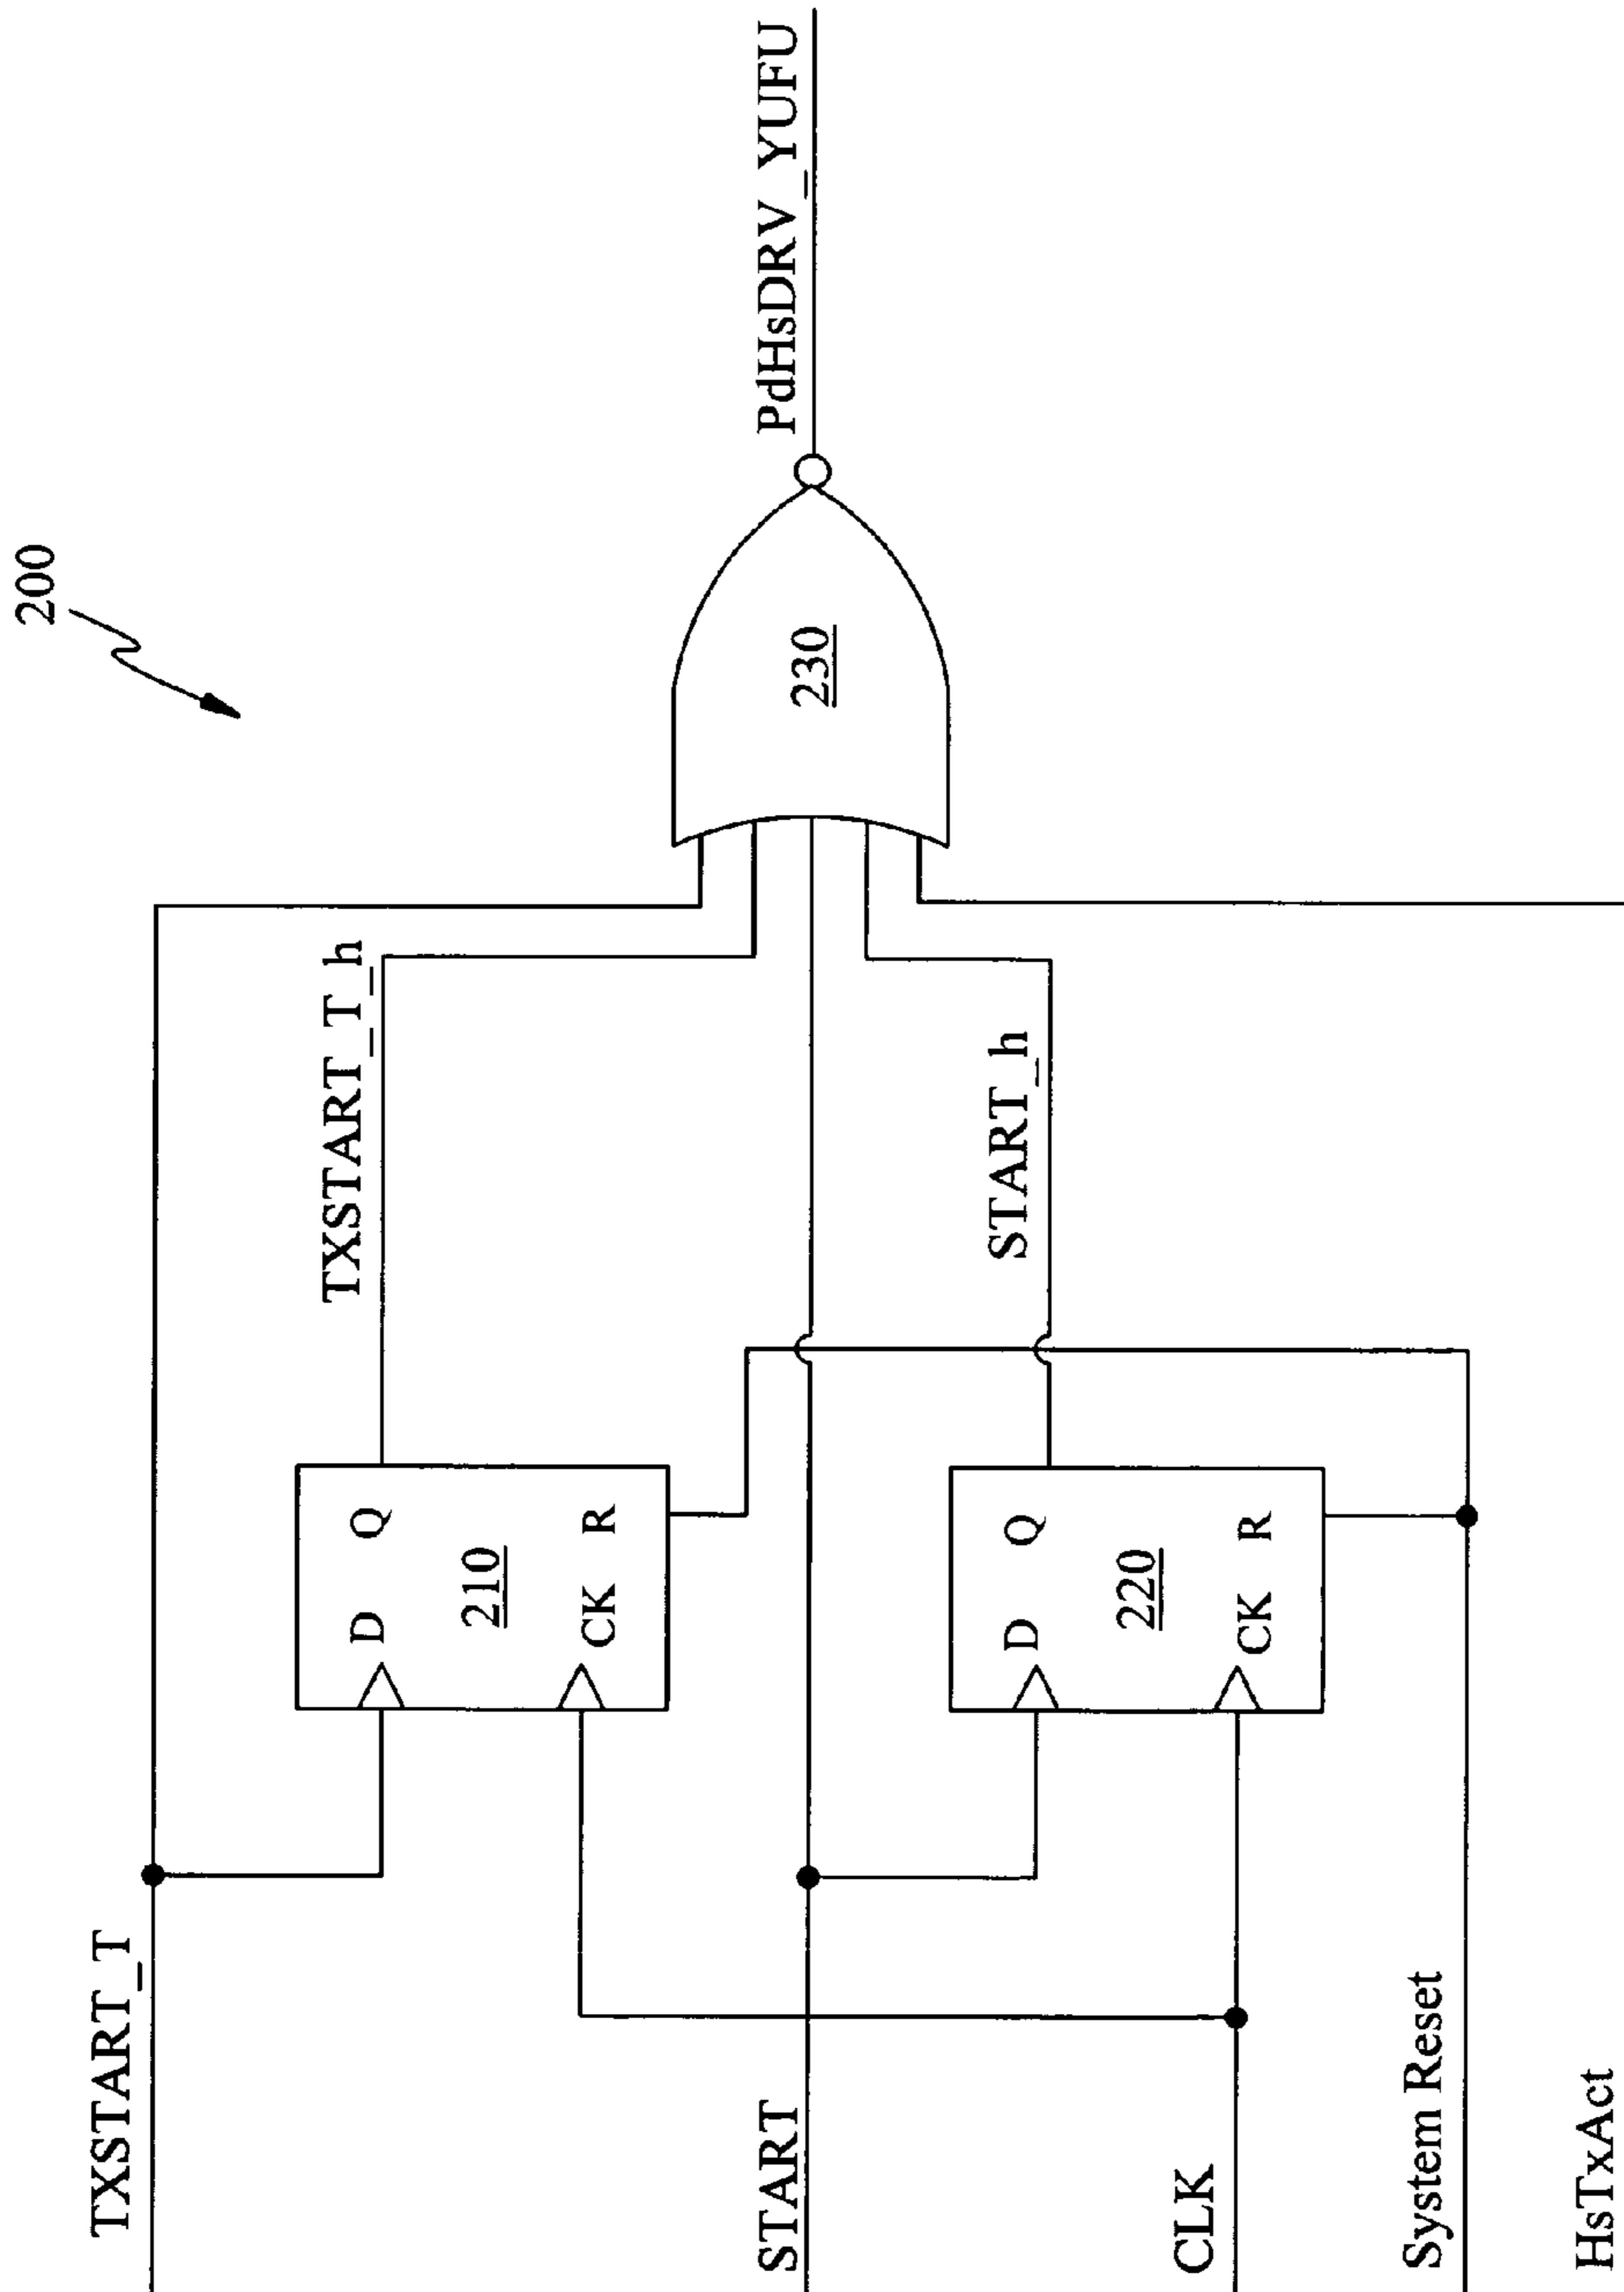 200
TXSTART_T
TXSTART_T_h
D Q
210
CK R
START
230
PdHsDRV_YUFU
START_h
D Q
220
CK R
CLK
System Reset
HsTxAct